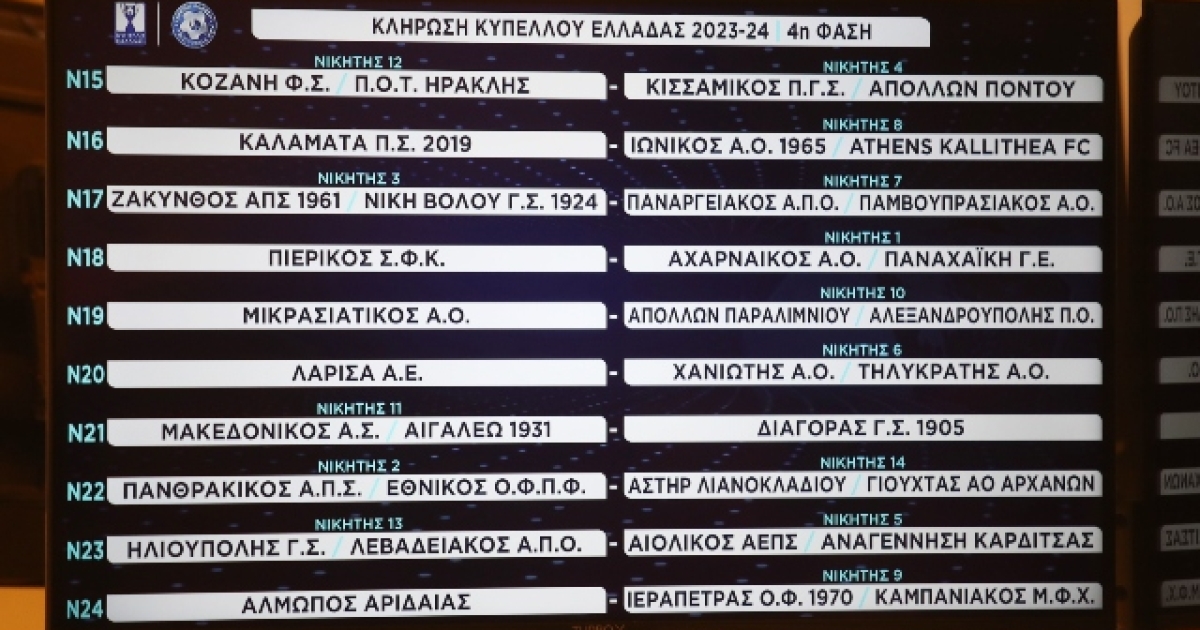 ΚΛΗΡΩΣΗ ΚΥΠΕΛΛΟΥ ΕΛΛΑΔΑΣ 2023-24 | 4η ΦΑΣΗ
ΝΙΚΗΤΗΣ 12 ΝΙΚΗΤΗΣ 4
N15 ΚΟΖΑΝΗ Φ.Σ. / Π.Ο.Τ. ΗΡΑΚΛΗΣ - ΚΙΣΣΑΜΙΚΟΣ Π.Γ.Σ. / ΑΠΟΛΛΩΝ ΠΟΝΤΟΥ
ΝΙΚΗΤΗΣ 8
N16 ΚΑΛΑΜΑΤΑ Π.Σ. 2019 - ΙΩΝΙΚΟΣ Α.Ο. 1965 / ATHENS KALLITHEA FC
ΝΙΚΗΤΗΣ 3 ΝΙΚΗΤΗΣ 7
N17 ΖΑΚΥΝΘΟΣ ΑΠΣ 1961 / ΝΙΚΗ ΒΟΛΟΥ Γ.Σ. 1924 - ΠΑΝΑΡΓΕΙΑΚΟΣ Α.Π.Ο. / ΠΑΜΒΟΥΠΡΑΣΙΑΚΟΣ Α.Ο.
ΝΙΚΗΤΗΣ 1
N18 ΠΙΕΡΙΚΟΣ Σ.Φ.Κ. - ΑΧΑΡΝΑΙΚΟΣ Α.Ο. / ΠΑΝΑΧΑΪΚΗ Γ.Ε.
ΝΙΚΗΤΗΣ 10
N19 ΜΙΚΡΑΣΙΑΤΙΚΟΣ Α.Ο. - ΑΠΟΛΛΩΝ ΠΑΡΑΛΙΜΝΙΟΥ / ΑΛΕΞΑΝΔΡΟΥΠΟΛΗΣ Π.Ο.
ΝΙΚΗΤΗΣ 6
N20 ΛΑΡΙΣΑ Α.Ε. - ΧΑΝΙΩΤΗΣ Α.Ο. / ΤΗΛΥΚΡΑΤΗΣ Α.Ο.
ΝΙΚΗΤΗΣ 11
N21 ΜΑΚΕΔΟΝΙΚΟΣ Α.Σ. / ΑΙΓΑΛΕΩ 1931 - ΔΙΑΓΟΡΑΣ Γ.Σ. 1905
ΝΙΚΗΤΗΣ 2 ΝΙΚΗΤΗΣ 14
N22 ΠΑΝΘΡΑΚΙΚΟΣ Α.Π.Σ. / ΕΘΝΙΚΟΣ Ο.Φ.Π.Φ. - ΑΣΤΗΡ ΛΙΑΝΟΚΛΑΔΙΟΥ / ΓΙΟΥΧΤΑΣ ΑΟ ΑΡΧΑΝΩΝ
ΝΙΚΗΤΗΣ 13 ΝΙΚΗΤΗΣ 5
N23 ΗΛΙΟΥΠΟΛΗΣ Γ.Σ. / ΛΕΒΑΔΕΙΑΚΟΣ Α.Π.Ο. - ΑΙΟΛΙΚΟΣ ΑΕΠΣ / ΑΝΑΓΕΝΝΗΣΗ ΚΑΡΔΙΤΣΑΣ
ΝΙΚΗΤΗΣ 9
N24 ΑΛΜΩΠΟΣ ΑΡΙΔΑΙΑΣ - ΙΕΡΑΠΕΤΡΑΣ Ο.Φ. 1970 / ΚΑΜΠΑΝΙΑΚΟΣ Μ.Φ.Χ.